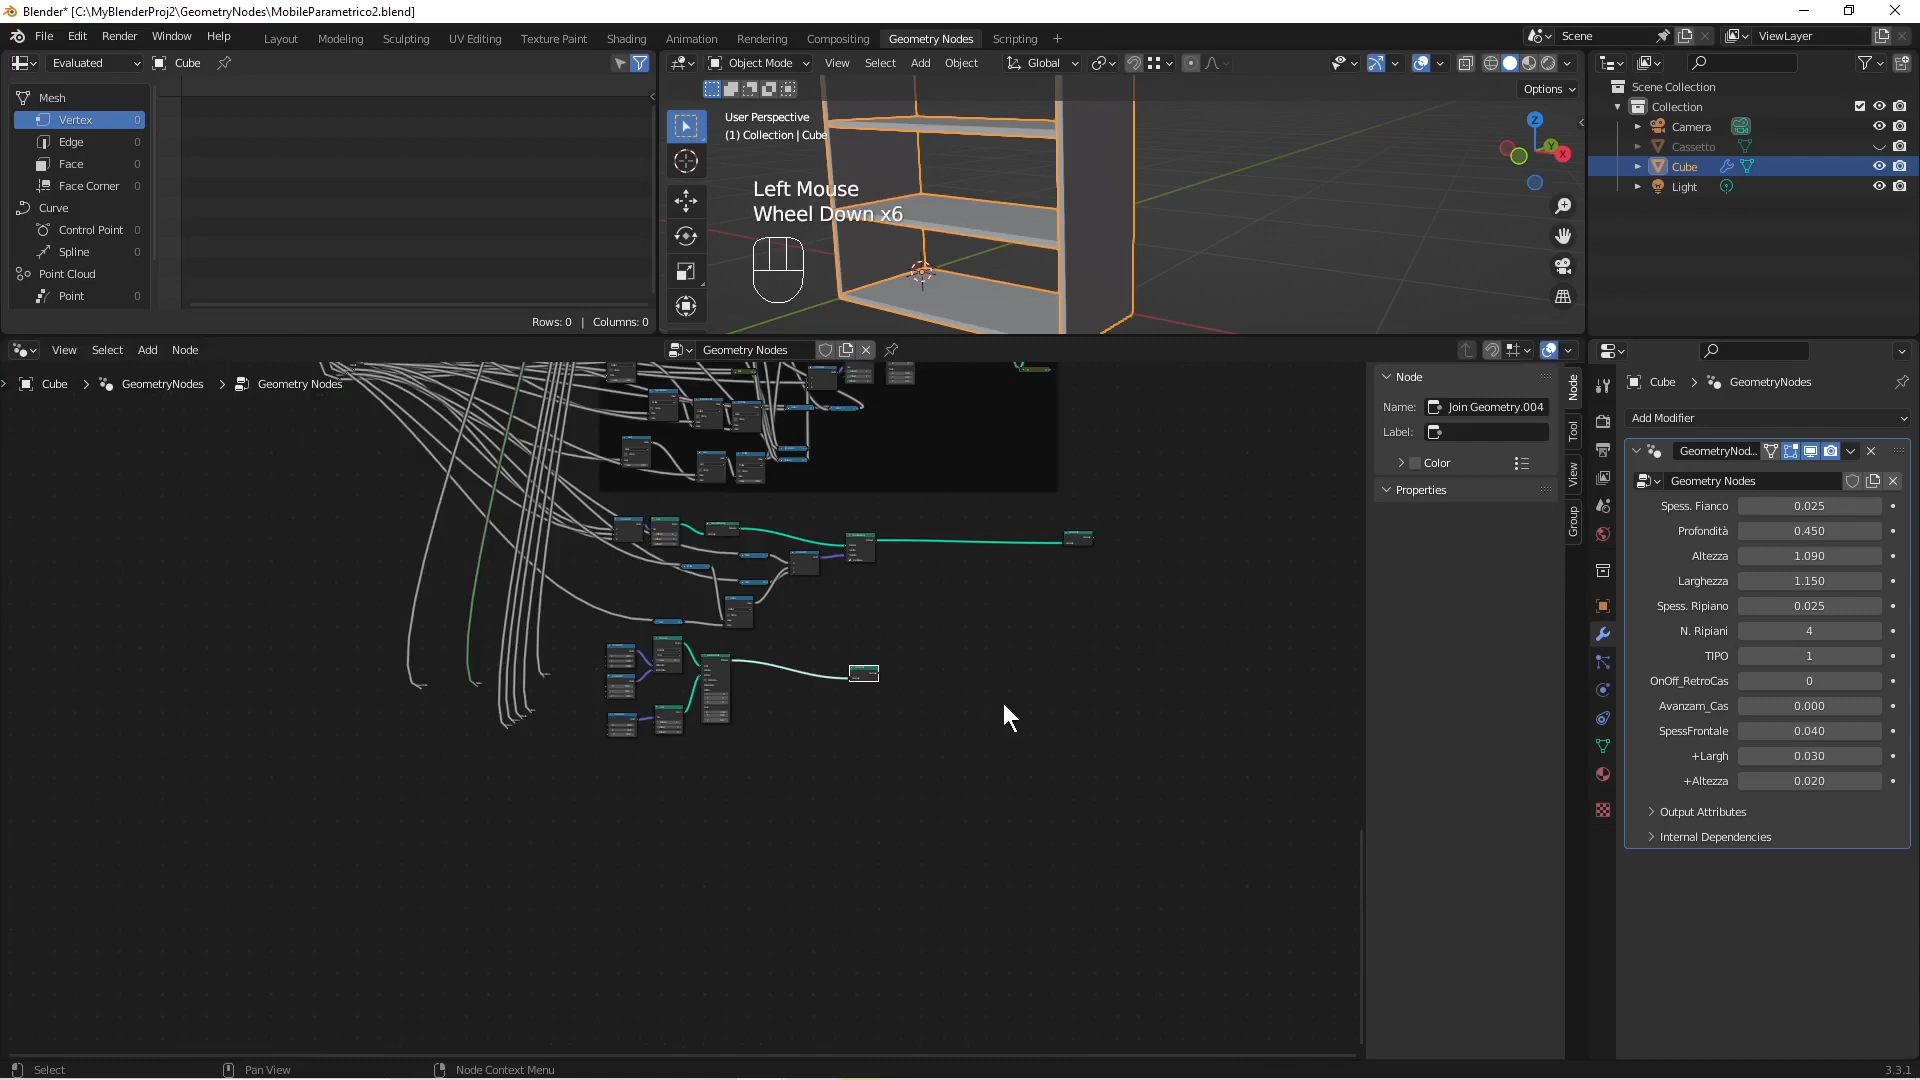 Blender* [C:\MyBlenderProj2\GeometryNodes\MobileParametrico2.blend]
File Edit Render Window Help
Layout Modeling Sculpting UV Editing Texture Paint Shading Animation Rendering Compositing Geometry Nodes Scripting
Scene ViewLayer
Evaluated Cube
Object Mode View Select Add Object Global
Options
Mesh
Vertex 0
Edge 0
Face 0
Face Corner 0
Curve
Control Point 0
Spline 0
Point Cloud
Point 0
Rows: 0 | Columns: 0
User Perspective
(1) Collection | Cube
Left Mouse
Wheel Down x6
Z
Y
X
Scene Collection
Collection
Camera
Cassetto
Cube
Light
View Select Add Node
Geometry Nodes
Cube GeometryNodes Geometry Nodes
Node
Name: Join Geometry.004
Label:
Color
Properties
Node
Tool
View
Group
Cube GeometryNodes
Add Modifier
GeometryNod...
Geometry Nodes
Spess. Fianco 0.025
Profondità 0.450
Altezza 1.090
Larghezza 1.150
Spess. Ripiano 0.025
N. Ripiani 4
TIPO 1
OnOff_RetroCas 0
Avanzam_Cas 0.000
SpessFrontale 0.040
+Largh 0.030
+Altezza 0.020
Output Attributes
Internal Dependencies
Select Pan View Node Context Menu
3.3.1